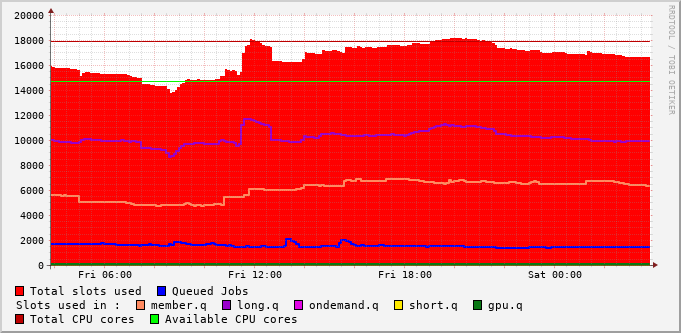 20000
18000
16000
14000
12000
10000
8000
6000
4000
2000
0
Fri 06:00 Fri 12:00 Fri 18:00 Sat 00:00
RRDTOOL / TOBI OETIKER
Total slots used Queued Jobs
Slots used in : member.q long.q ondemand.q short.q gpu.q
Total CPU cores Available CPU cores